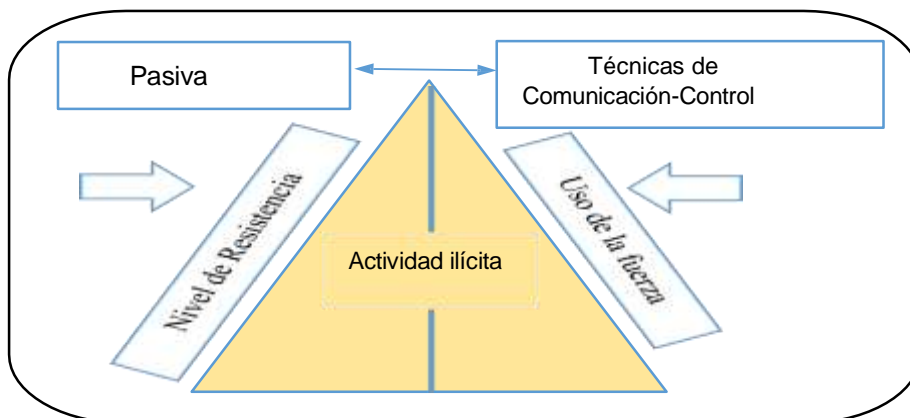 Pasiva
Técnicas de
Comunicación-Control
Nivel de Resistencia
Uso de la fuerza
Actividad ilícita